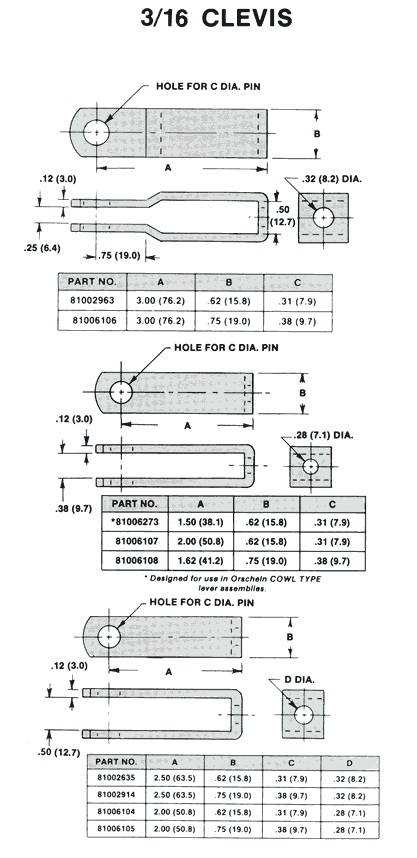 3/16 CLEVIS
HOLE FOR C DIA. PIN
B
A
.12 (3.0)
.32 (8.2) DIA.
.50
(12.7)
.25 (6.4)
.75 (19.0)
PART NO. A B C
81002963 3.00 (76.2) .62 (15.8) .31 (7.9)
81006106 3.00 (76.2) .75 (19.0) .38 (9.7)
HOLE FOR C DIA. PIN
B
A
.12 (3.0)
.28 (7.1) DIA.
.38 (9.7)
PART NO. A B C
*81006273 1.50 (38.1) .62 (15.8) .31 (7.9)
81006107 2.00 (50.8) .62 (15.8) .31 (7.9)
81006108 1.62 (41.2) .75 (19.0) .38 (9.7)
* Designed for use in Orscheln COWL TYPE
lever assemblies.
HOLE FOR C DIA. PIN
B
A
.12 (3.0)
D DIA.
.50 (12.7)
PART NO. A B C D
81002635 2.50 (63.5) .62 (15.8) .31 (7.9) .32 (8.2)
81002914 2.50 (63.5) .75 (19.0) .38 (9.7) .32 (8.2)
81006104 2.00 (50.8) .62 (15.8) .31 (7.9) .28 (7.1)
81006105 2.00 (50.8) .75 (19.0) .38 (9.7) .28 (7.1)